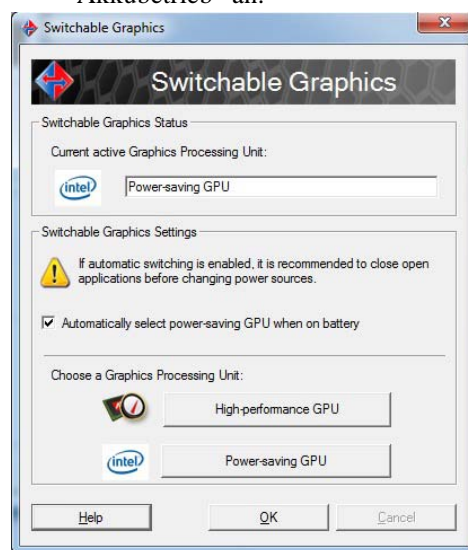 Akkubetrieb" an.
Switchable Graphics
Switchable Graphics
Switchable Graphics Status
Current active Graphics Processing Unit:
intel
Power-saving GPU
Switchable Graphics Settings
If automatic switching is enabled, it is recommended to close open
applications before changing power sources.
Automatically select power-saving GPU when on battery
Choose a Graphics Processing Unit:
High-performance GPU
intel
Power-saving GPU
Help
OK
Cancel